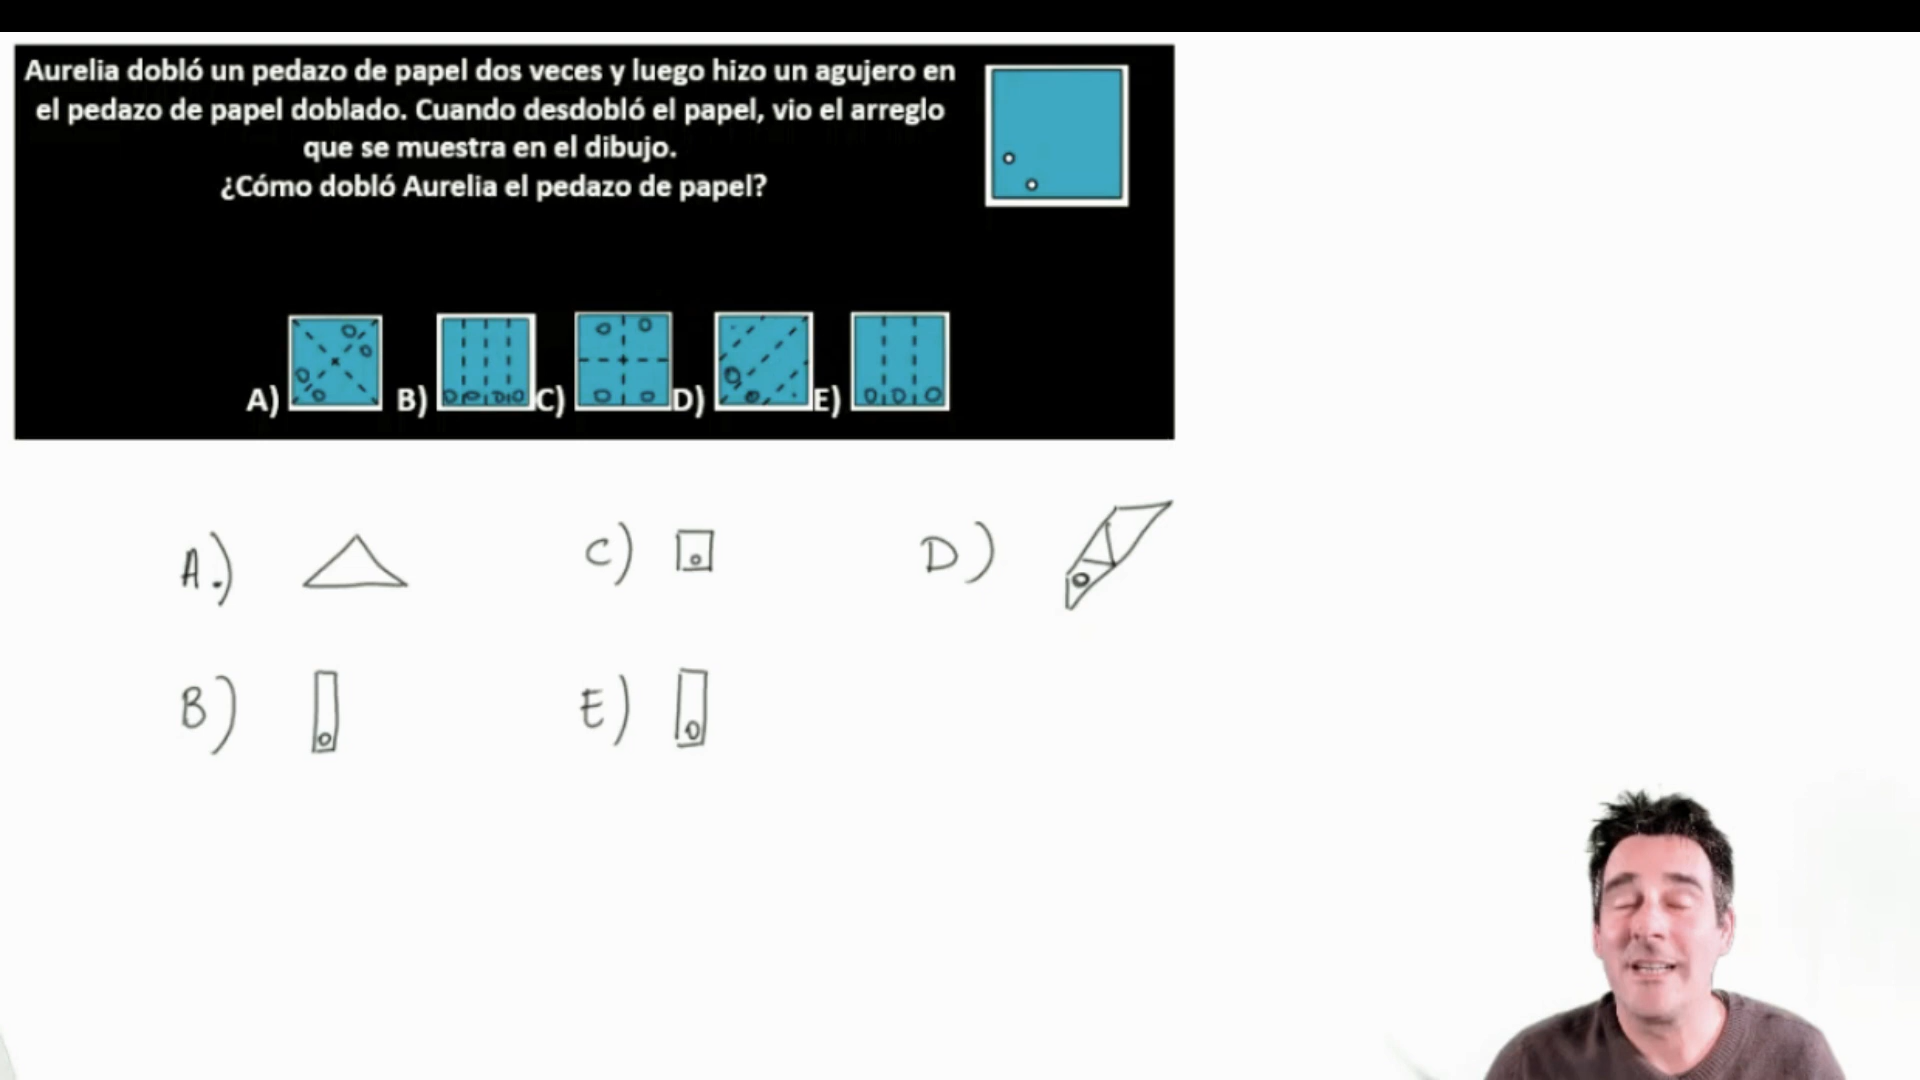 Aurelia dobló un pedazo de papel dos veces y luego hizo un agujero en
el pedazo de papel doblado. Cuando desdobló el papel, vio el arreglo
que se muestra en el dibujo.
¿Cómo dobló Aurelia el pedazo de papel?
A) B) C) D) E)
A.) C) D)
B) E)